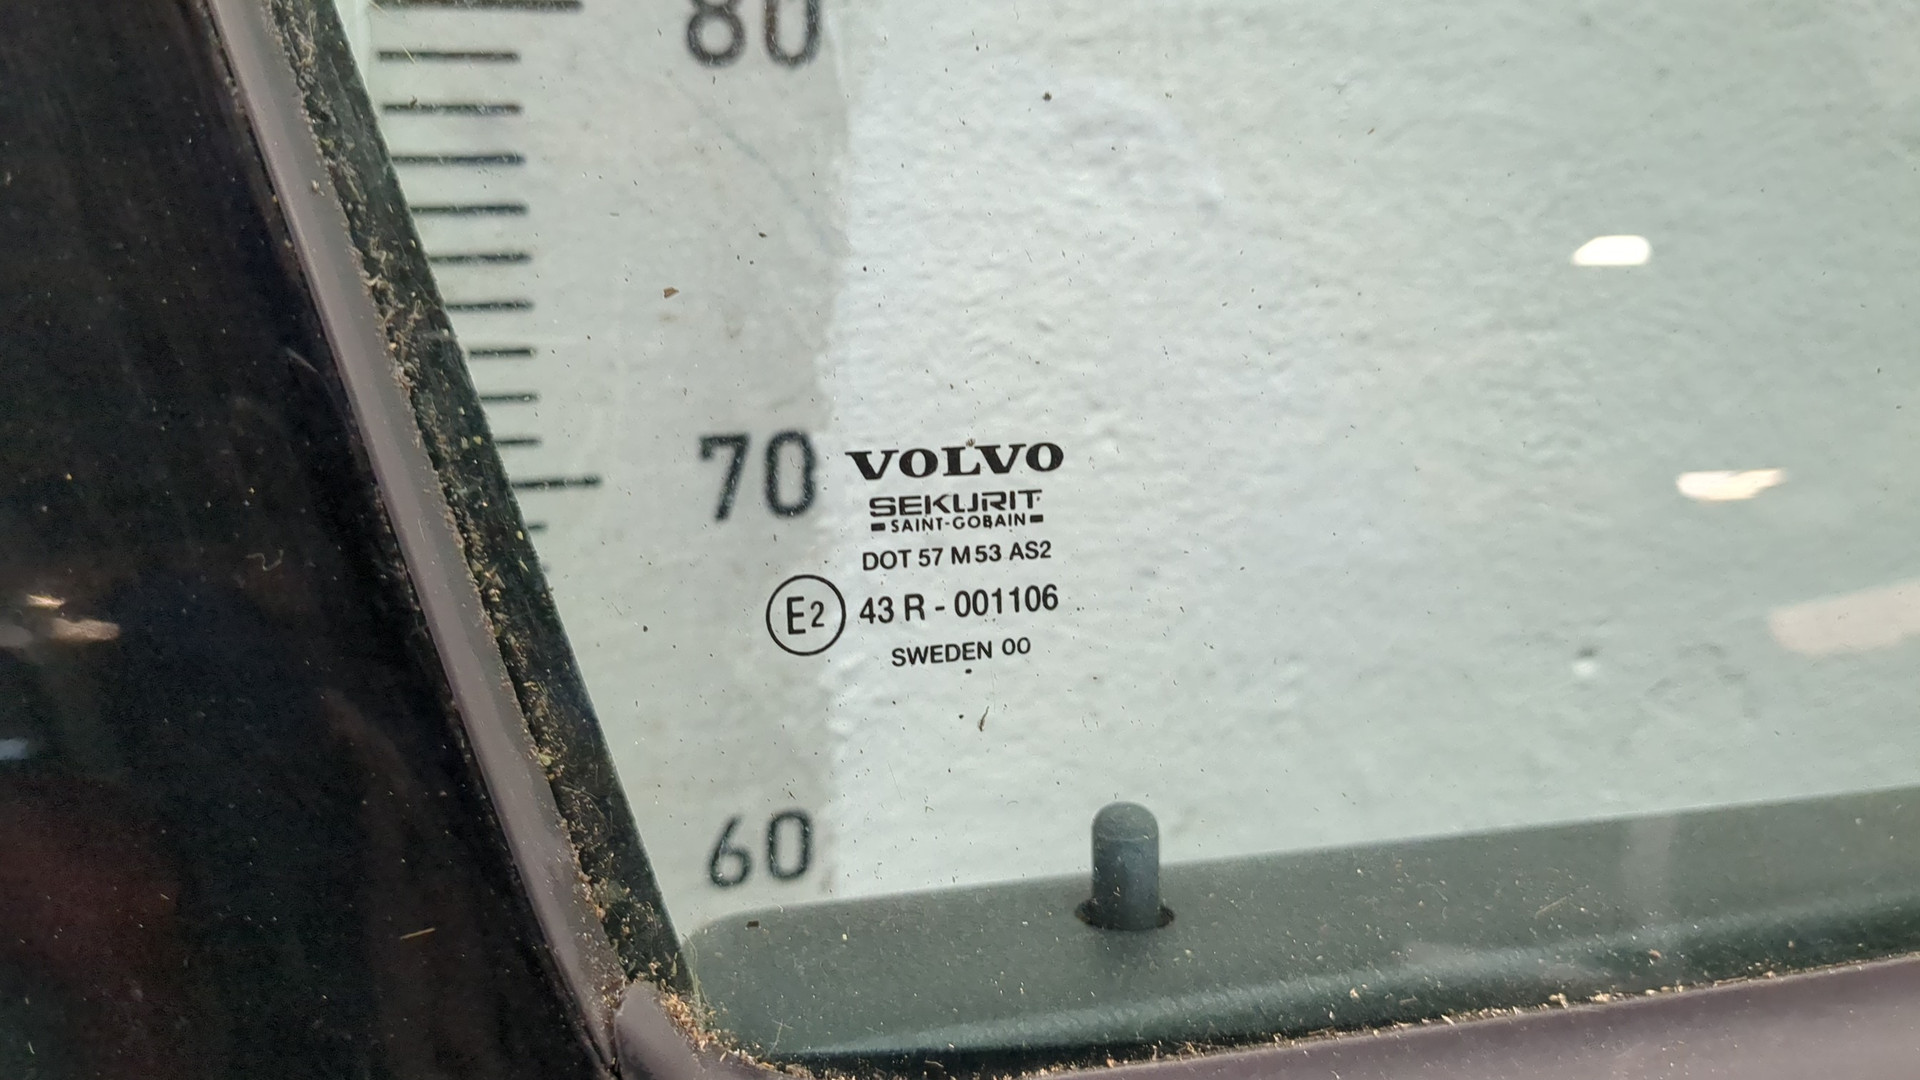 80
70
VOLVO
SEKURIT
SAINT-GOBAIN
DOT 57 M53 AS2
E2 43 R - 001106
SWEDEN 00
60